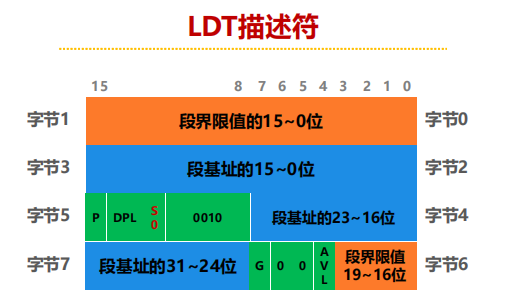 LDT描述符
15 8 7 6 5 4 3 2 1 0
字节1 段界限值的15~0位 字节0
字节3 段基址的15~0位 字节2
字节5 P DPL S 0 0010 段基址的23~16位 字节4
字节7 段基址的31~24位 G 0 0 A V L 段界限值 19~16位 字节6